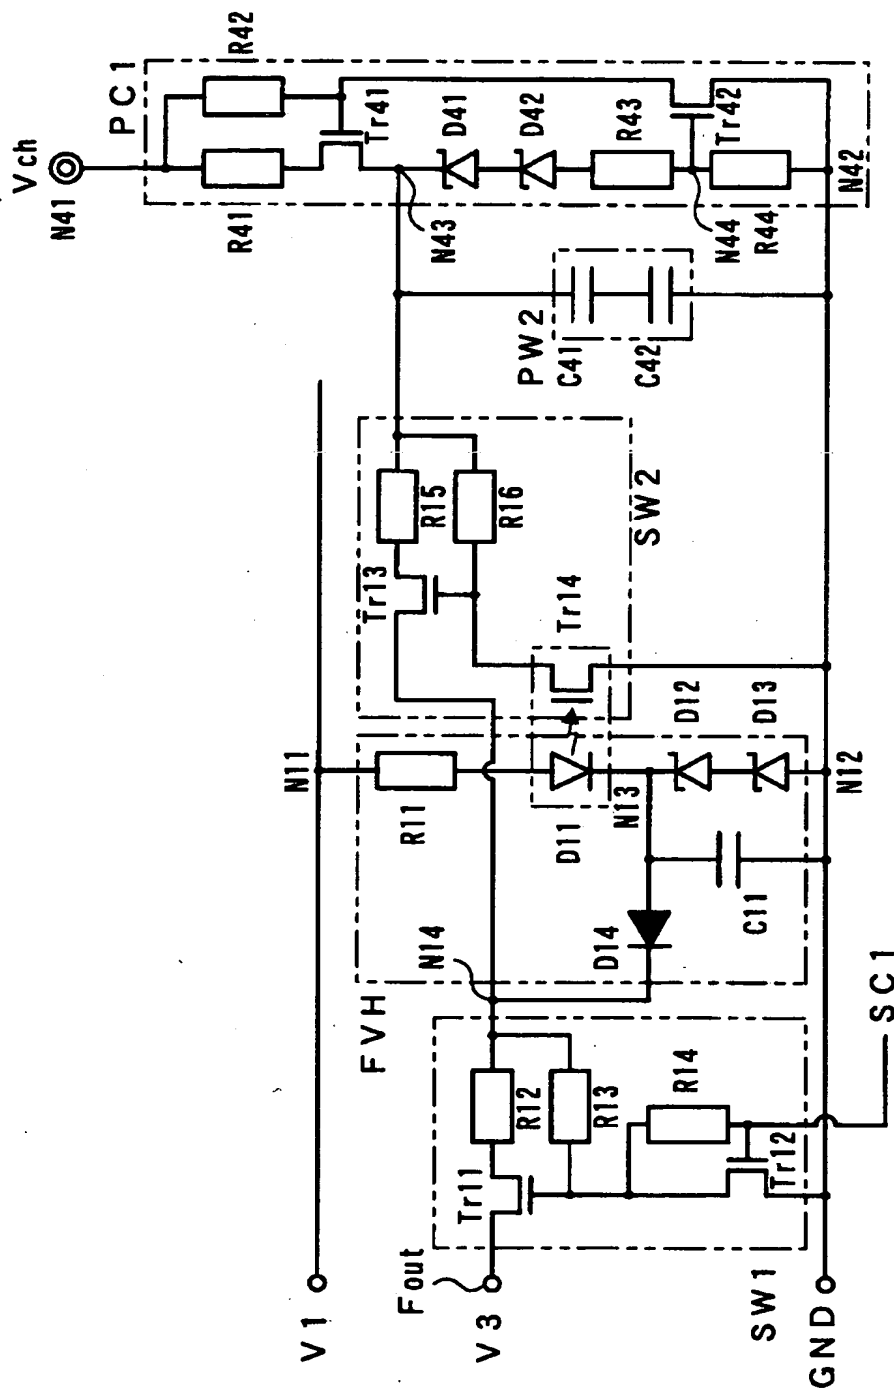 Vch
N41
PC1
R42
R41
Tr41
N43
D41
D42
R43
Tr42
N44
R44
N42
PW2
C41
C42
SW2
R15
R16
Tr13
Tr14
N11
R11
D11
N13
D12
D13
N12
C11
D14
N14
FVH
R12
R13
R14
Tr11
Tr12
SC1
SW1
V1
Fout
V3
GND